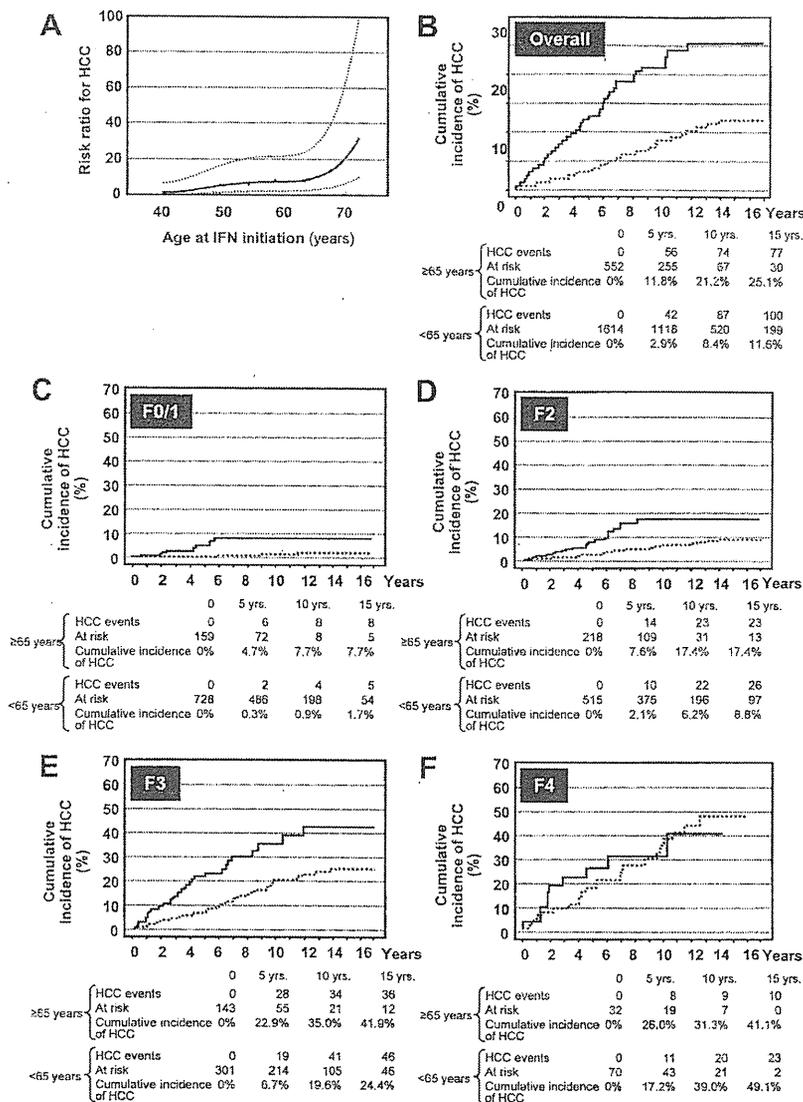 A
100
80
60
40
20
0
Risk ratio for HCC
40 50 60 70
Age at IFN initiation (years)
B
Overall
30
20
10
0
Cumulative
incidence of HCC
(%)
0 2 4 6 8 10 12 14 16 Years
0 5 yrs. 10 yrs. 15 yrs.
≥65 years
HCC events 0 56 74 77
At risk 552 255 67 30
Cumulative incidence 0% 11.8% 21.2% 25.1%
of HCC
<65 years
HCC events 0 42 87 100
At risk 1614 1118 520 199
Cumulative incidence 0% 2.9% 8.4% 11.6%
of HCC
C
F0/1
70
60
50
40
30
20
10
0
Cumulative
incidence of HCC
(%)
0 2 4 6 8 10 12 14 16 Years
0 5 yrs. 10 yrs. 15 yrs.
≥65 years
HCC events 0 6 8 8
At risk 159 72 8 5
Cumulative incidence 0% 4.7% 7.7% 7.7%
of HCC
<65 years
HCC events 0 2 4 5
At risk 728 486 198 54
Cumulative incidence 0% 0.3% 0.9% 1.7%
of HCC
D
F2
70
60
50
40
30
20
10
0
Cumulative
incidence of HCC
(%)
0 2 4 6 8 10 12 14 16 Years
0 5 yrs. 10 yrs. 15 yrs.
≥65 years
HCC events 0 14 23 23
At risk 218 109 31 13
Cumulative incidence 0% 7.6% 17.4% 17.4%
of HCC
<65 years
HCC events 0 10 22 26
At risk 515 375 196 97
Cumulative incidence 0% 2.1% 6.2% 8.8%
of HCC
E
F3
70
60
50
40
30
20
10
0
Cumulative
Incidence of HCC
(%)
0 2 4 6 8 10 12 14 16 Years
0 5 yrs. 10 yrs. 15 yrs.
≥65 years
HCC events 0 28 34 36
At risk 143 55 21 12
Cumulative incidence 0% 22.9% 35.0% 41.9%
of HCC
<65 years
HCC events 0 19 41 46
At risk 301 214 105 46
Cumulative incidence 0% 6.7% 19.6% 24.4%
of HCC
F
F4
70
60
50
40
30
20
10
0
Cumulative
incidence of HCC
(%)
0 2 4 6 8 10 12 14 16 Years
0 5 yrs. 10 yrs. 15 yrs.
≥65 years
HCC events 0 8 9 10
At risk 32 19 7 0
Cumulative incidence 0% 26.0% 31.3% 41.1%
of HCC
<65 years
HCC events 0 11 20 23
At risk 70 43 21 2
Cumulative incidence 0% 17.2% 39.0% 49.1%
of HCC